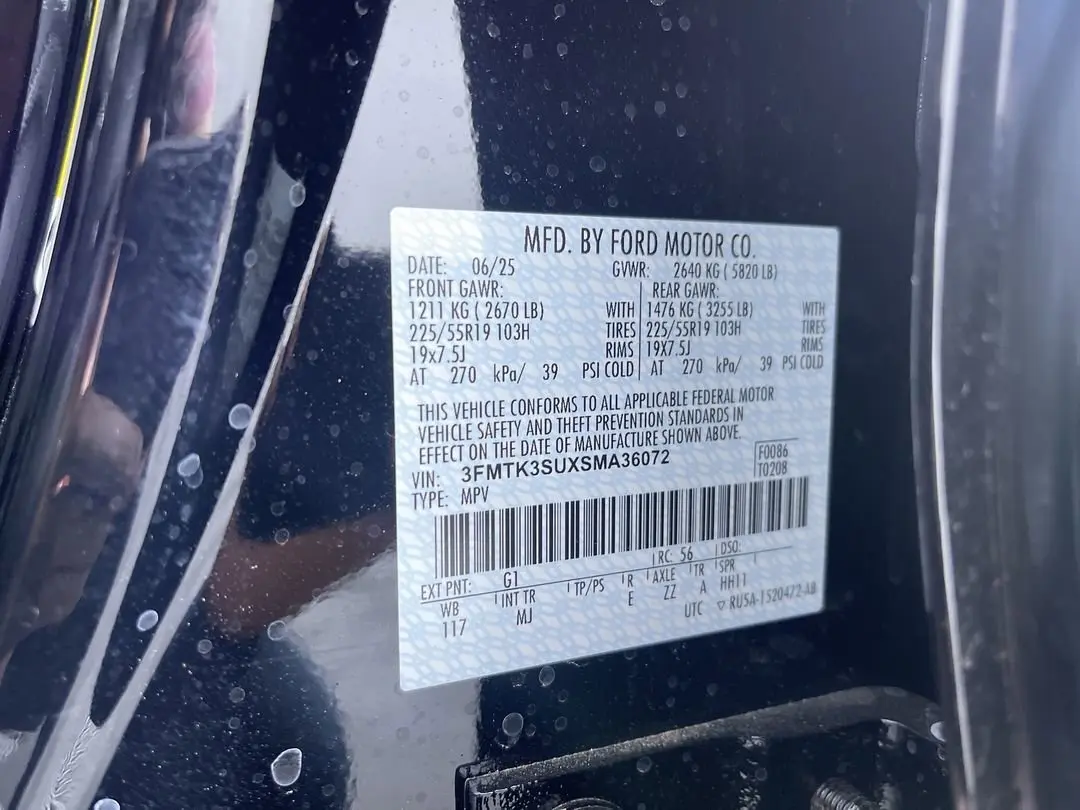 MFD. BY FORD MOTOR CO.
DATE: 06/25 GVWR: 2640 KG ( 5820 LB)
FRONT GAWR: REAR GAWR:
1211 KG ( 2670 LB) WITH 1476 KG ( 3255 LB) WITH
225/55R19 103H TIRES 225/55R19 103H TIRES
19x7.5J RIMS 19x7.5J RIMS
AT 270 kPa/ 39 PSI COLD AT 270 kPa/ 39 PSI COLD
THIS VEHICLE CONFORMS TO ALL APPLICABLE FEDERAL MOTOR
VEHICLE SAFETY AND THEFT PREVENTION STANDARDS IN
EFFECT ON THE DATE OF MANUFACTURE SHOWN ABOVE.
VIN: 3FMTK3SUXSMA36072 F0086
TYPE: MPV T0208
RC: 56 DSO:
EXT PNT: G1
WB INT TR TP/PS R AXLE TR SPR
117 MJ E ZZ A HH11
UTC ▽ RU5A-1520472-AB